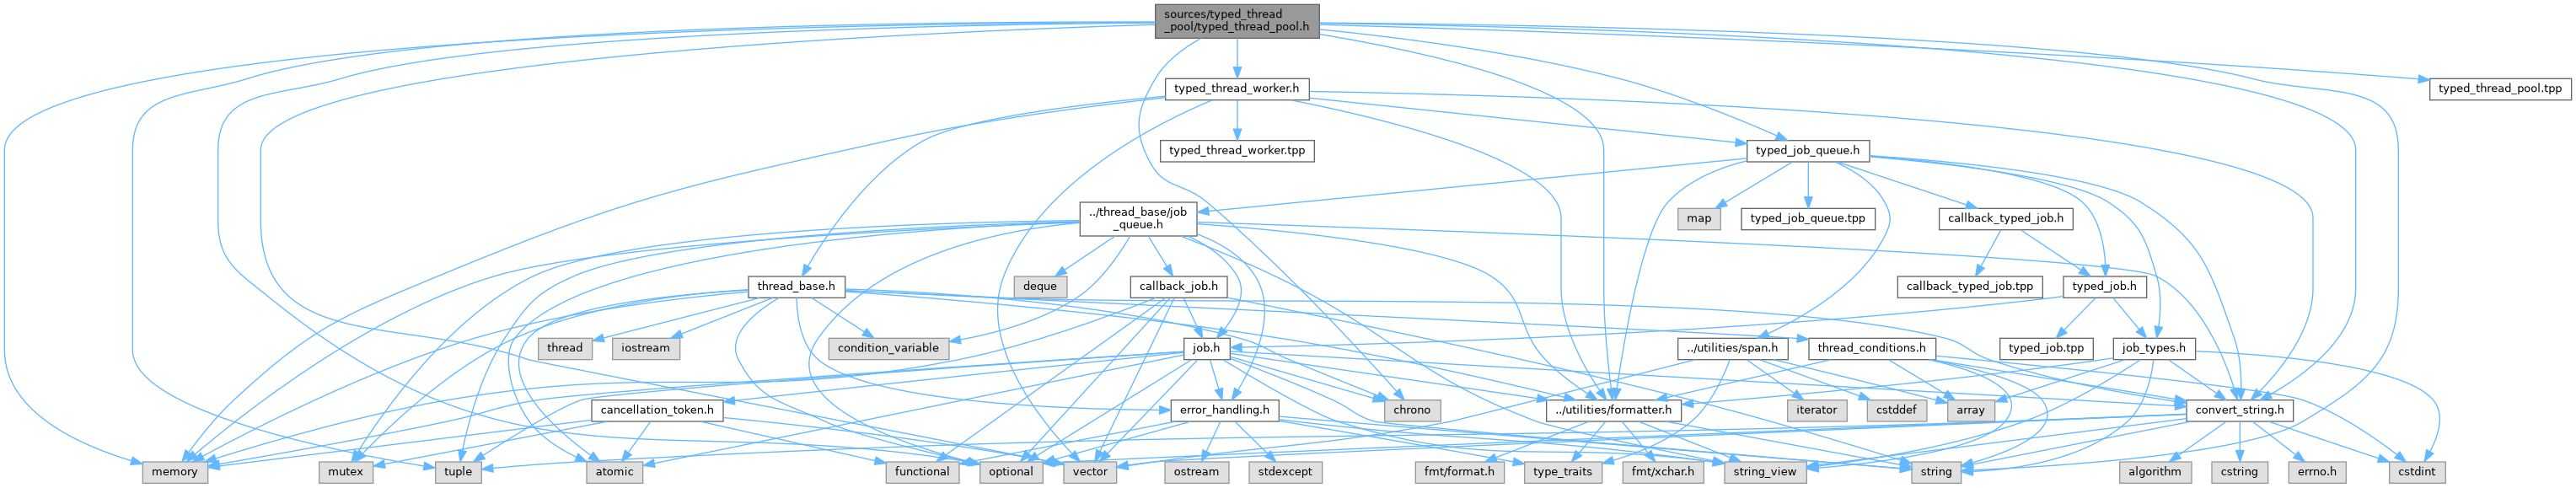 sources/typed_thread
_pool/typed_thread_pool.h
typed_thread_worker.h
typed_thread_pool.tpp
typed_thread_worker.tpp
typed_job_queue.h
../thread_base/job
_queue.h
map
typed_job_queue.tpp
callback_typed_job.h
thread_base.h
deque
callback_job.h
callback_typed_job.tpp
typed_job.h
thread
iostream
condition_variable
job.h
../utilities/span.h
thread_conditions.h
typed_job.tpp
job_types.h
cancellation_token.h
error_handling.h
chrono
../utilities/formatter.h
iterator
cstddef
array
convert_string.h
memory
mutex
tuple
atomic
functional
optional
vector
ostream
stdexcept
fmt/format.h
type_traits
fmt/xchar.h
string_view
string
algorithm
cstring
errno.h
cstdint